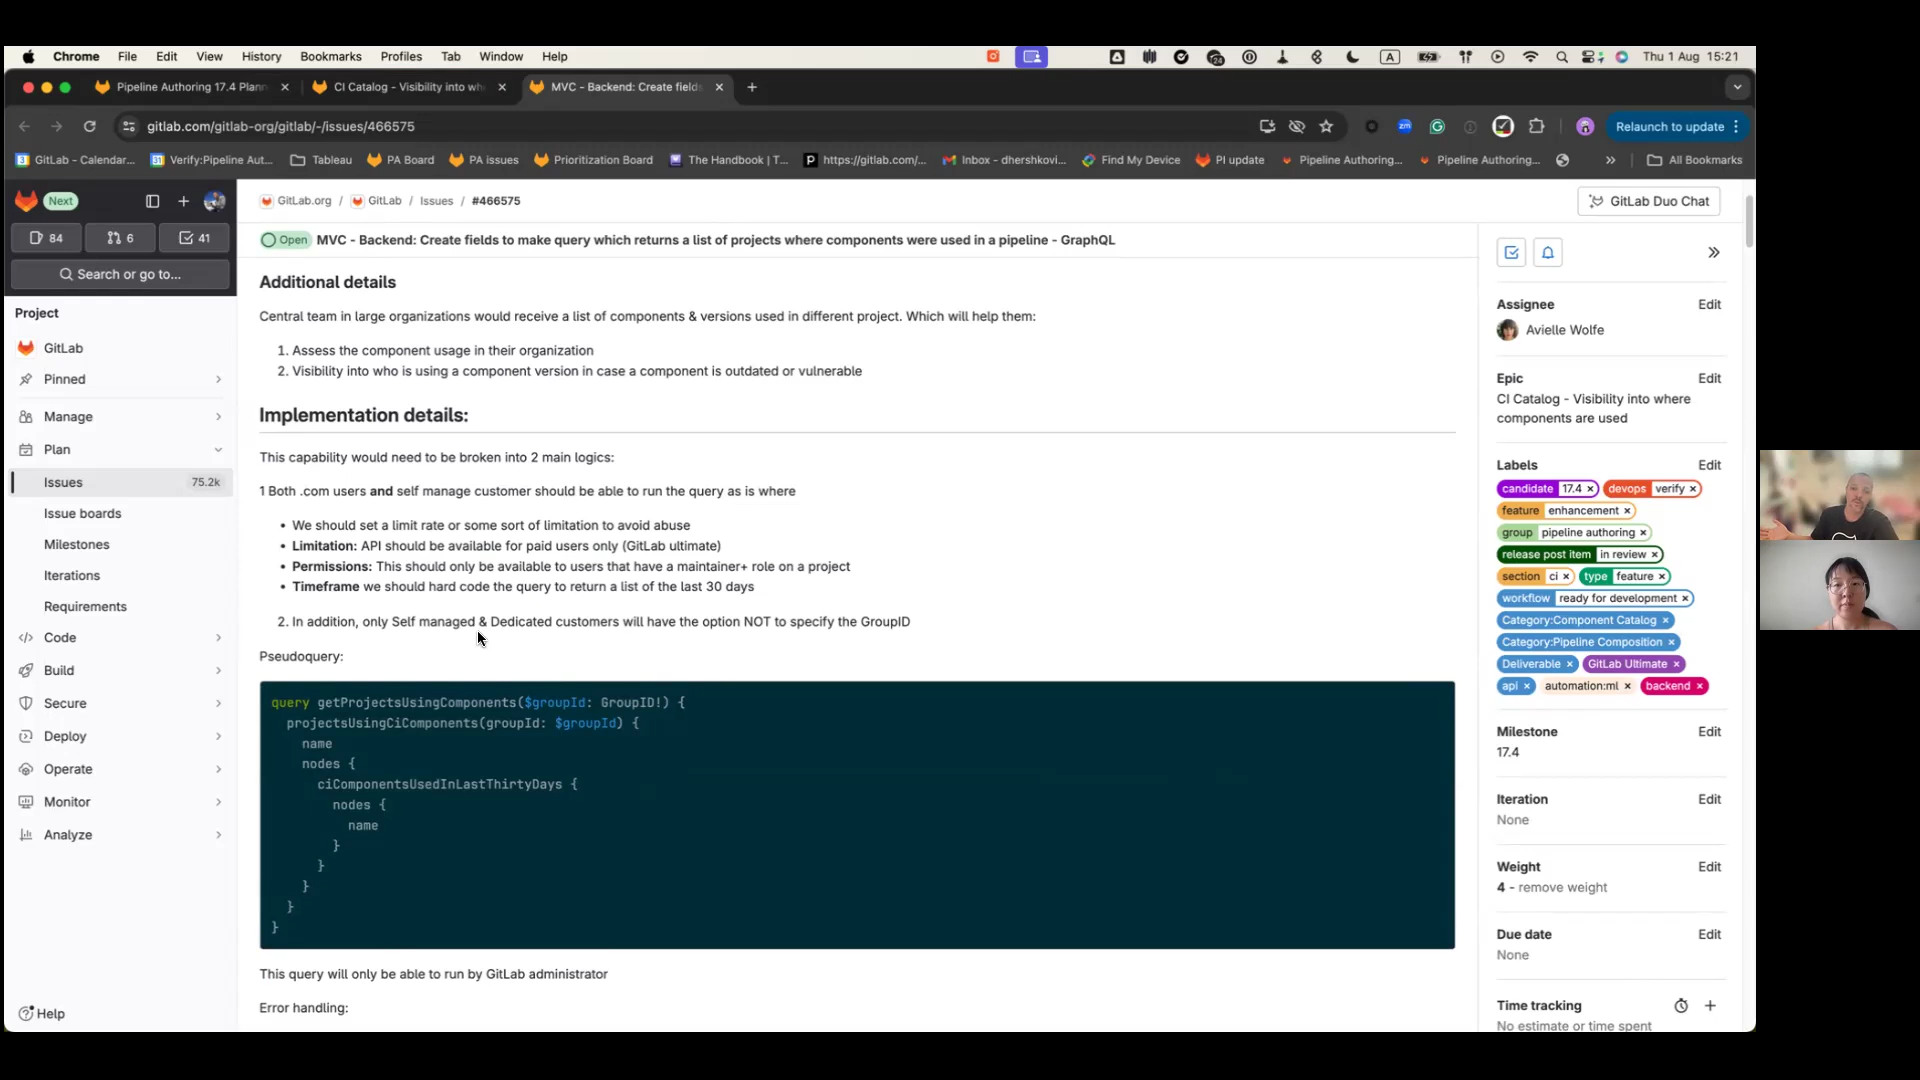 Chrome File Edit View History Bookmarks Profiles Tab Window Help A Thu 1 Aug 15:21
Pipeline Authoring 17.4 Plann
CI Catalog - Visibility into wh
MVC - Backend: Create fields
gitlab.com/gitlab-org/gitlab/-/issues/466575
Relaunch to update
GitLab - Calendar...
Verify:Pipeline Aut...
Tableau
PA Board
PA issues
Prioritization Board
The Handbook | T...
https://gitlab.com/...
Inbox - dhershkovi...
Find My Device
PI update
Pipeline Authoring...
Pipeline Authoring...
All Bookmarks
Next
84
6
41
Search or go to...
Project
GitLab
Pinned
Manage
Plan
Issues 75.2k
Issue boards
Milestones
Iterations
Requirements
Code
Build
Secure
Deploy
Operate
Monitor
Analyze
Help
GitLab.org / GitLab / Issues / #466575
GitLab Duo Chat
Open MVC - Backend: Create fields to make query which returns a list of projects where components were used in a pipeline - GraphQL
Additional details
Central team in large organizations would receive a list of components & versions used in different project. Which will help them:
1. Assess the component usage in their organization
2. Visibility into who is using a component version in case a component is outdated or vulnerable
Implementation details:
This capability would need to be broken into 2 main logics:
1 Both .com users and self manage customer should be able to run the query as is where
• We should set a limit rate or some sort of limitation to avoid abuse
• Limitation: API should be available for paid users only (GitLab ultimate)
• Permissions: This should only be available to users that have a maintainer+ role on a project
• Timeframe we should hard code the query to return a list of the last 30 days
2. In addition, only Self managed & Dedicated customers will have the option NOT to specify the GroupID
Pseudoquery:
query getProjectsUsingComponents($groupId: GroupID!) {
projectsUsingCiComponents(groupId: $groupId) {
name
nodes {
ciComponentsUsedInLastThirtyDays {
nodes {
name
}
}
}
}
}
This query will only be able to run by GitLab administrator
Error handling:
Assignee Edit
Avielle Wolfe
Epic Edit
CI Catalog - Visibility into where
components are used
Labels Edit
candidate 17.4 × devops verify ×
feature enhancement ×
group pipeline authoring ×
release post item in review ×
section ci × type feature ×
workflow ready for development ×
Category:Component Catalog ×
Category:Pipeline Composition ×
Deliverable × GitLab Ultimate ×
api × automation:ml × backend ×
Milestone Edit
17.4
Iteration Edit
None
Weight Edit
4 - remove weight
Due date Edit
None
Time tracking
No estimate or time spent